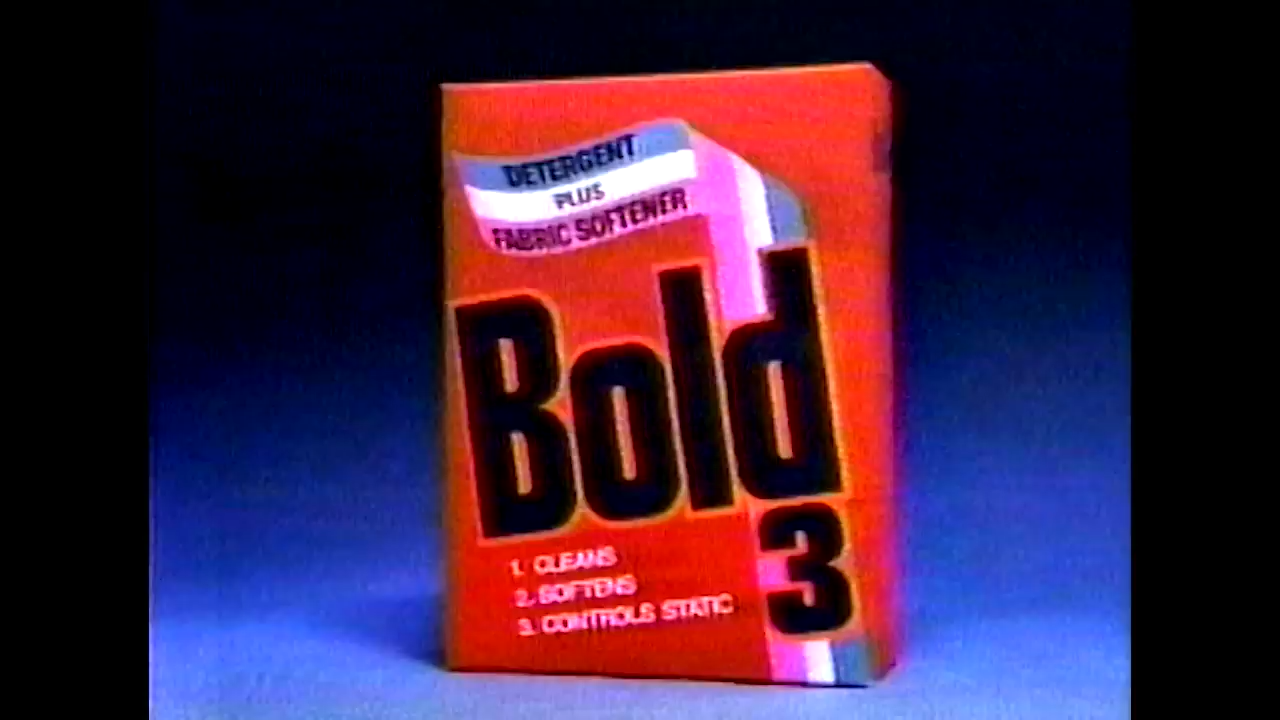 DETERGENT
PLUS
FABRIC SOFTENER
Bold
3
1. CLEANS
2. SOFTENS
3. CONTROLS STATIC